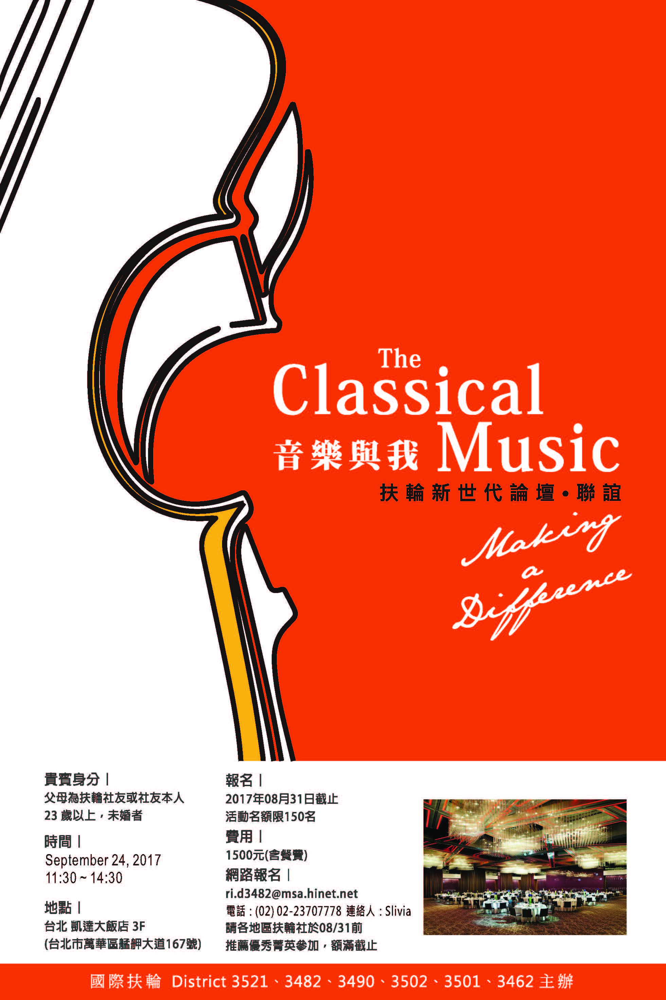 The
Classical
音樂與我 Music
扶輪新世代論壇•聯誼
Making
a
Difference
貴賓身分|
父母為扶輪社友或社友本人
23 歲以上，未婚者
時間|
September 24, 2017
11:30 ~ 14:30
地點|
台北 凱達大飯店 3F
(台北市萬華區艋舺大道167號)
報名|
2017年08月31日截止
活動名額限150名
費用|
1500元(含餐費)
網路報名|
ri.d3482@msa.hinet.net
電話 : (02) 02-23707778 連絡人 : Slivia
請各地區扶輪社於08/31前
推薦優秀菁英參加，額滿截止
國際扶輪 District 3521、3482、3490、3502、3501、3462 主辦